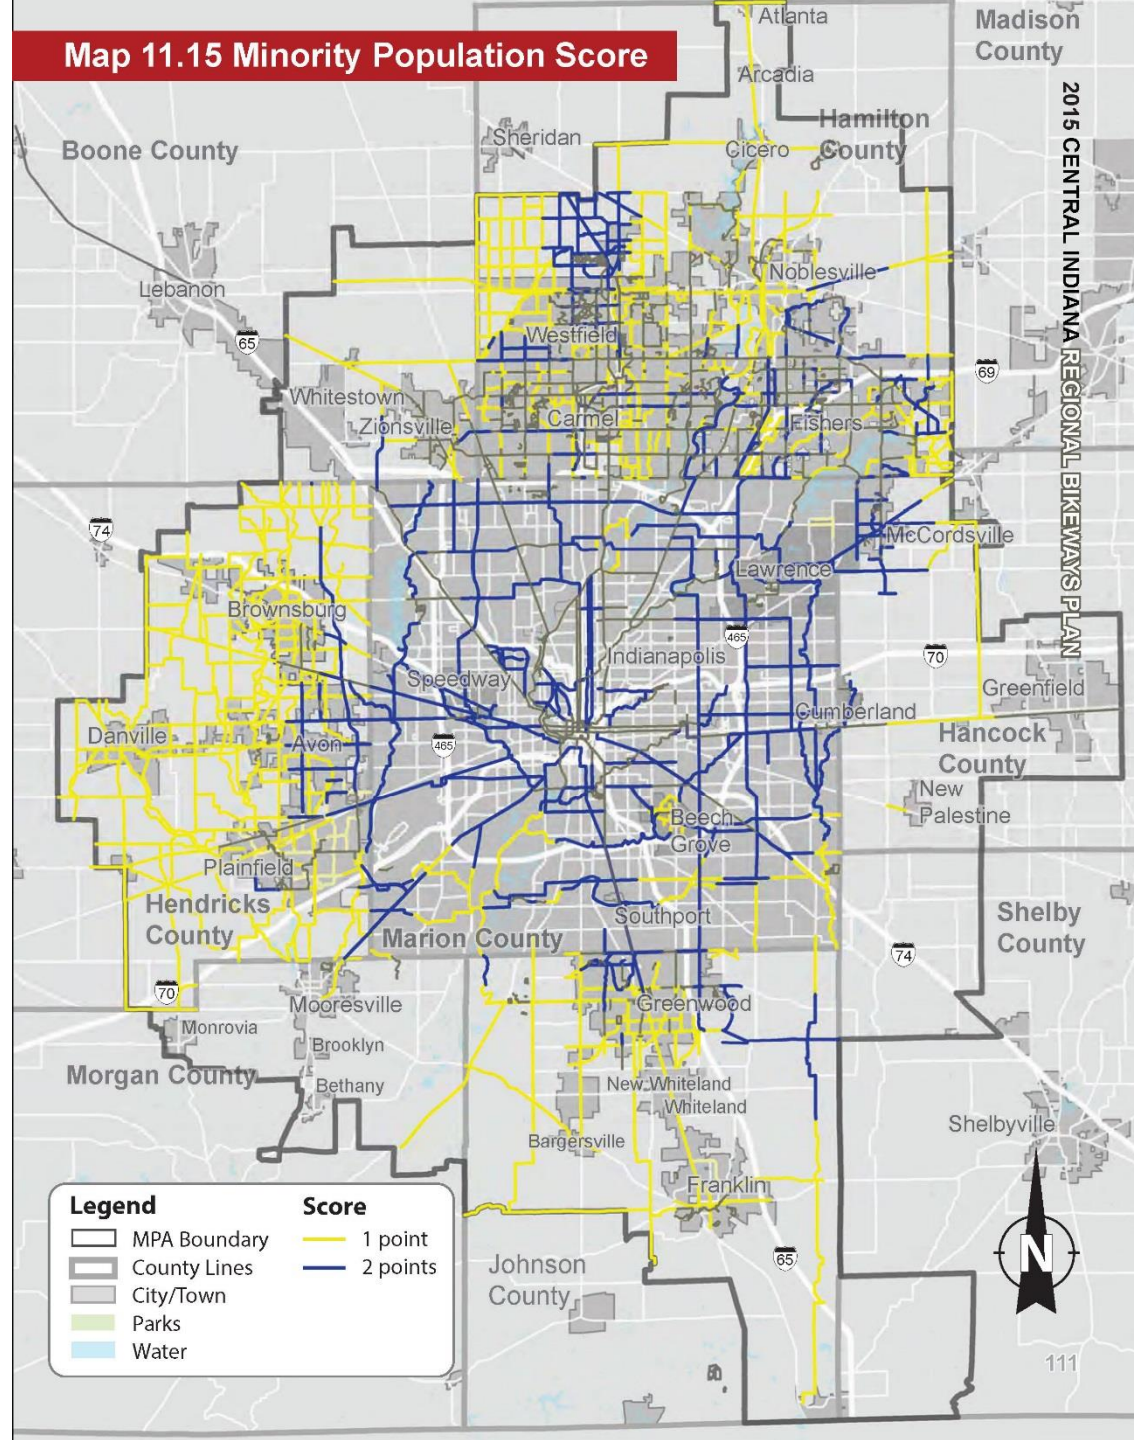 Map 11.15 Minority Population Score
Atlanta
Madison
County
Arcadia
Sheridan
Hamilton
County
Cicero
Boone County
2015 CENTRAL INDIANA REGIONAL BIKEWAYS PLAN
Noblesville
Lebanon
Westfield
65
69
Whitestown
Zionsville
Carmel
Fishers
74
McCordsville
Lawrence
Brownsburg
465
Indianapolis
70
Speedway
Greenfield
Cumberland
Danville
Avon
465
Hancock
County
New
Palestine
Beech
Grove
Plainfield
Hendricks
County
Southport
Shelby
County
Marion County
74
70
Mooresville
Greenwood
Monrovia
Brooklyn
Morgan County
Bethany
New Whiteland
Whiteland
Shelbyville
Bargersville
Franklin
Legend
MPA Boundary
County Lines
City/Town
Parks
Water
Score
1 point
2 points
Johnson
County
65
N
111